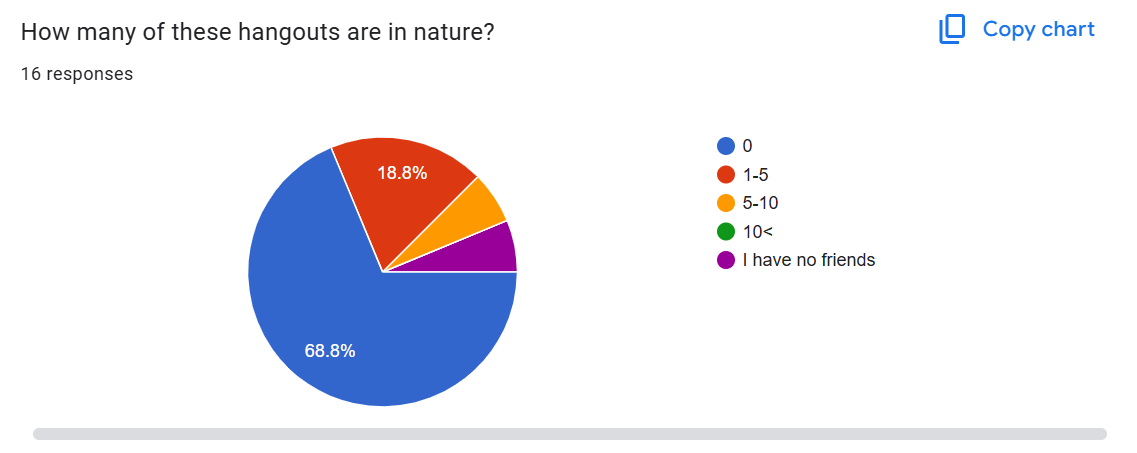 How many of these hangouts are in nature?
Copy chart
16 responses
18.8%
68.8%
0
1-5
5-10
10<
I have no friends